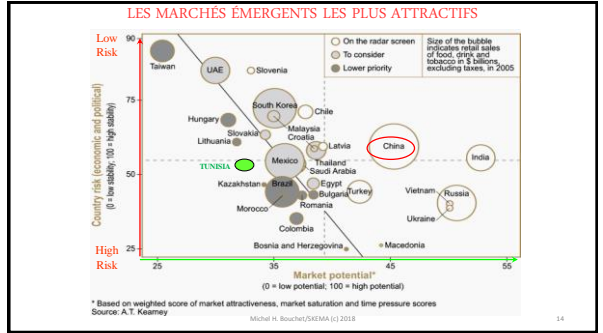 LES MARCHÉS ÉMERGENTS LES PLUS ATTRACTIFS
Low
Risk
High
Risk
Country risk (economic and political)
(0 = low stability; 100 = high stability)
90
75
50
25
On the radar screen
To consider
Lower priority
Size of the bubble
indicates retail sales
of food, drink and
tobacco in $ billions,
excluding taxes, in 2005
Taiwan
UAE
Slovenia
South Korea
Chile
Hungary
Malaysia
Croatia
Slovakia
Lithuania
Latvia
China
India
TUNISIA
Mexico
Thailand
Saudi Arabia
Kazakhstan
Brazil
Egypt
Bulgaria
Turkey
Vietnam
Russia
Morocco
Romania
Ukraine
Colombia
Bosnia and Herzegovina
Macedonia
25
35
45
55
Market potential*
(0 = low potential; 100 = high potential)
* Based on weighted score of market attractiveness, market saturation and time pressure scores
Source: A.T. Kearney
Michel H. Bouchet/SKEMA (c) 2018
14